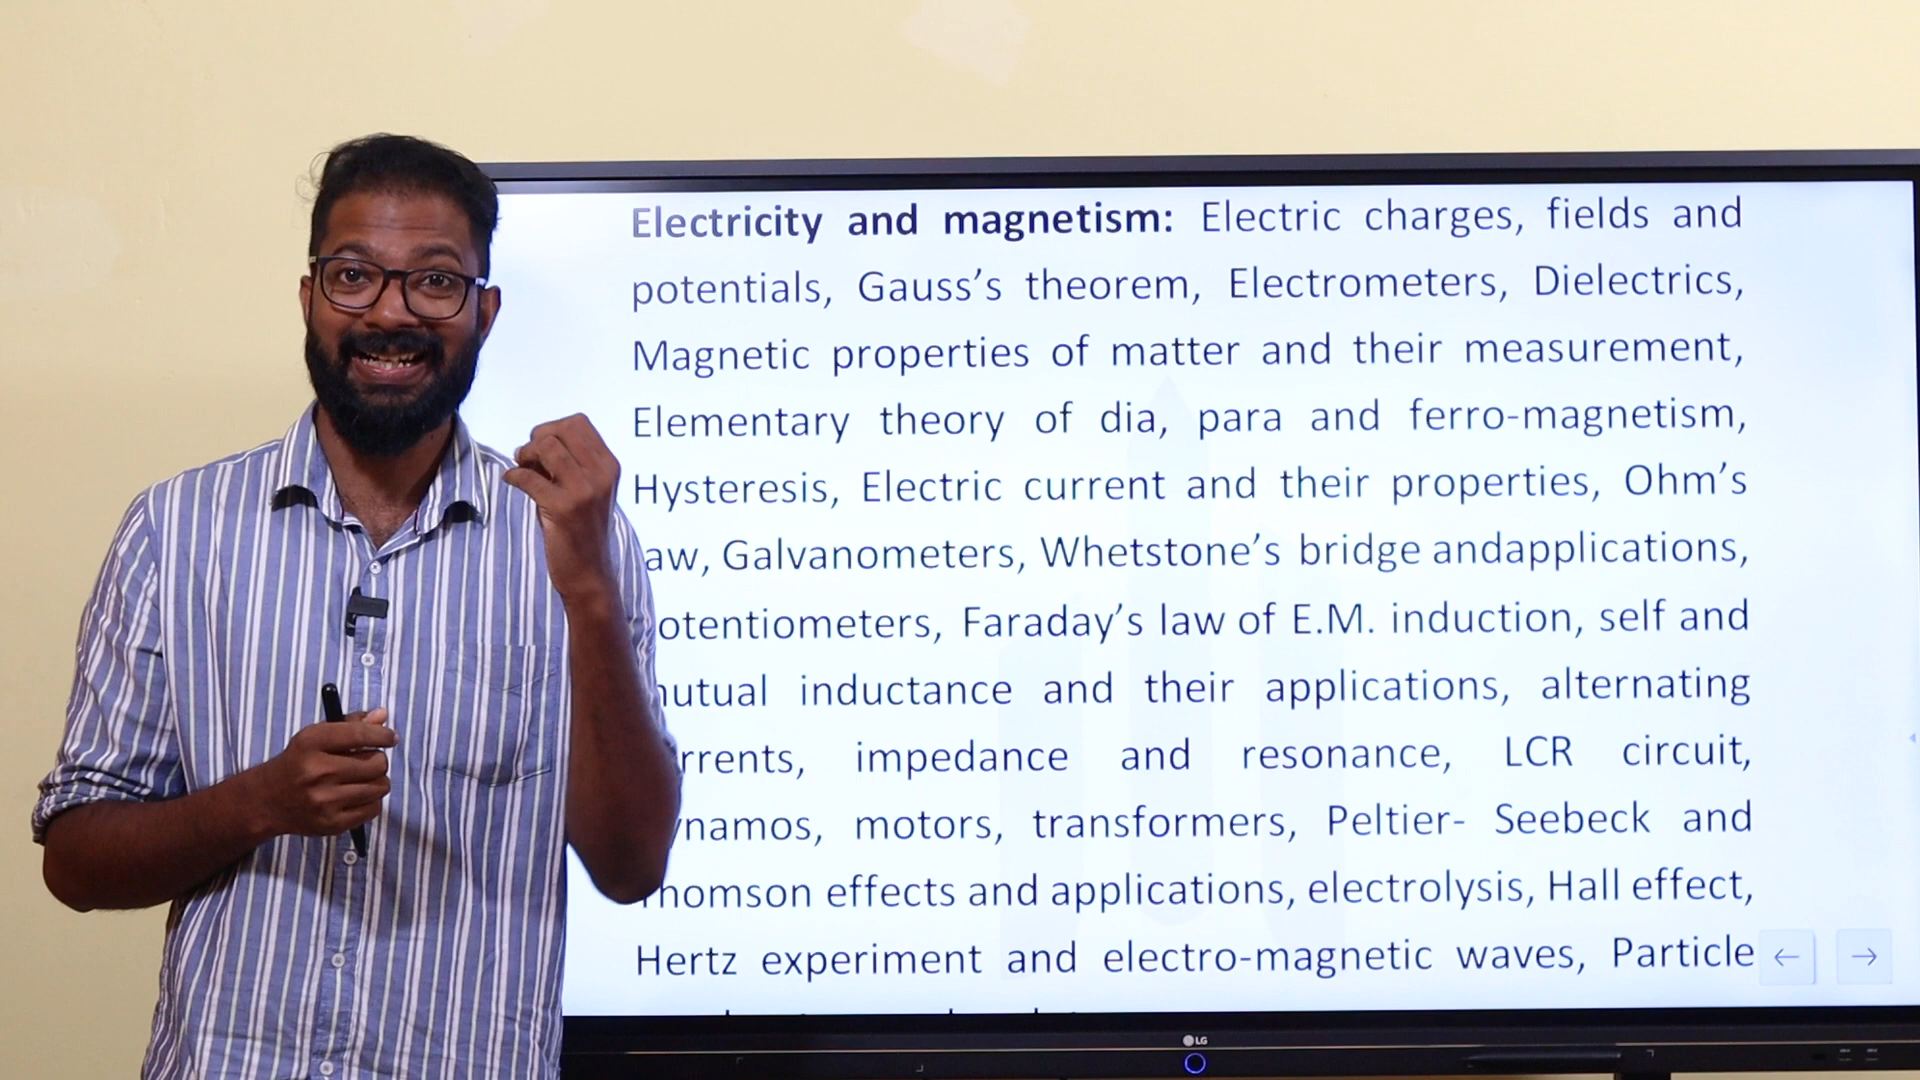 Electricity and magnetism: Electric charges, fields and
potentials, Gauss’s theorem, Electrometers, Dielectrics,
Magnetic properties of matter and their measurement,
Elementary theory of dia, para and ferro-magnetism,
Hysteresis, Electric current and their properties, Ohm’s
aw, Galvanometers, Whetstone’s bridge andapplications,
otentiometers, Faraday’s law of E.M. induction, self and
utual inductance and their applications, alternating
rrents, impedance and resonance, LCR circuit,
ynamos, motors, transformers, Peltier- Seebeck and
homson effects and applications, electrolysis, Hall effect,
Hertz experiment and electro-magnetic waves, Particle
LG